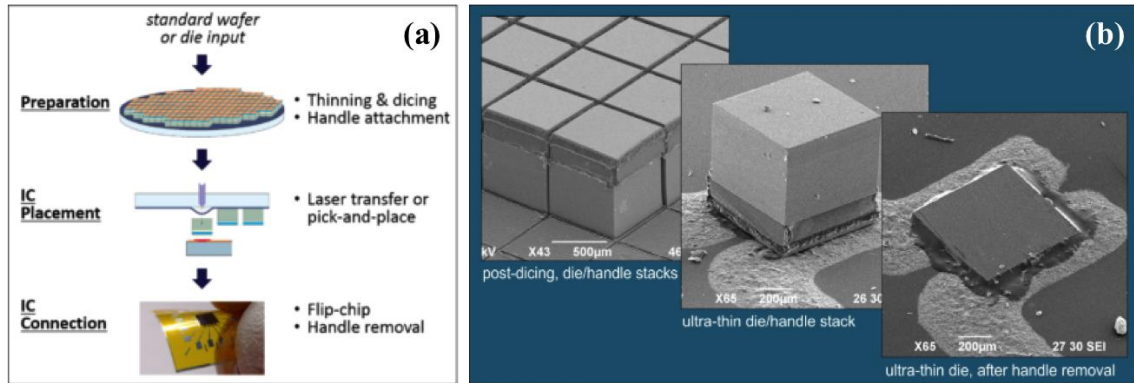 standard wafer
or die input
(a)
Preparation
• Thinning & dicing
• Handle attachment
IC
Placement
• Laser transfer or
pick-and-place
IC
Connection
• Flip-chip
• Handle removal
(b)
kV X43 500µm 46
post-dicing, die/handle stacks
X65 200µm 26 30
ultra-thin die/handle stack
X65 200µm 27 30 SEI
ultra-thin die, after handle removal